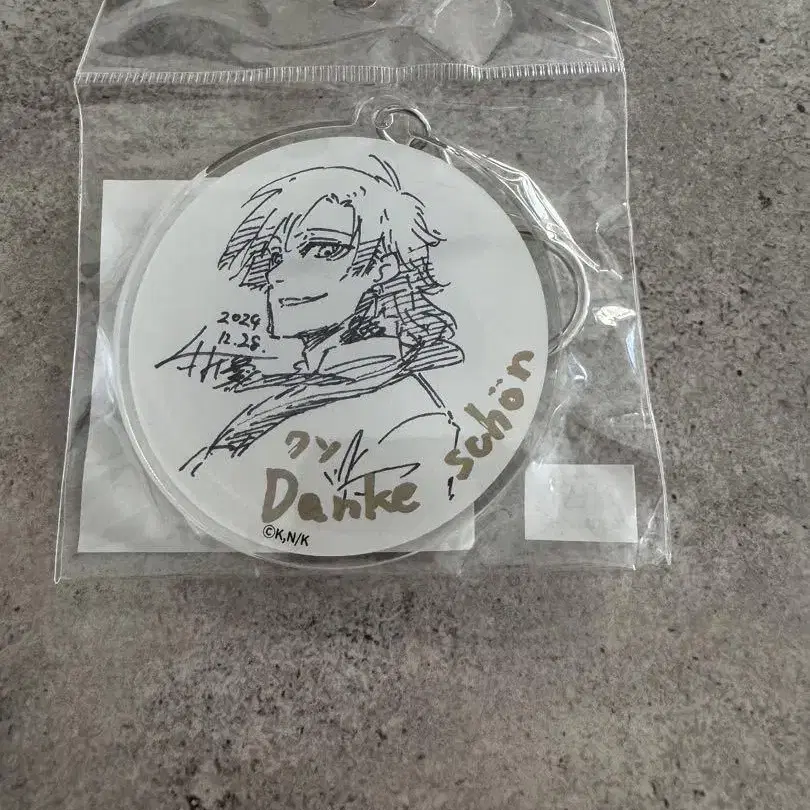 2024
12.28.
クソ
Danke schön
©K,N/K